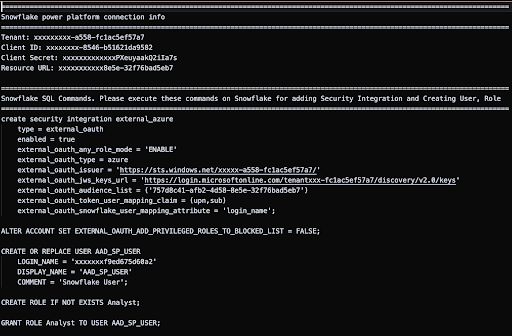 ================================================================================
Snowflake power platform connection info
================================================================================
Tenant: xxxxxxxxx-a558-fc1ac5ef57a7
Client ID: xxxxxxxx-8546-b51621da9582
Client Secret: xxxxxxxxxxxxxPXeuyaakQ2iIa7s
Resource URL: xxxxxxxxxxxx8e5e-32f76bad5eb7
================================================================================
Snowflake SQL Commands. Please execute these commands on Snowflake for adding Security Integration and Creating User, Role
================================================================================
create security integration external_azure
type = external_oauth
enabled = true
external_oauth_any_role_mode = 'ENABLE'
external_oauth_type = azure
external_oauth_issuer = 'https://sts.windows.net/xxxxx-a558-fc1ac5ef57a7/'
external_oauth_jws_keys_url = 'https://login.microsoftonline.com/tenantxxx-fc1ac5ef57a7/discovery/v2.0/keys'
external_oauth_audience_list = ('757d8c41-afb2-4d58-8e5e-32f76bad5eb7')
external_oauth_token_user_mapping_claim = (upn,sub)
external_oauth_snowflake_user_mapping_attribute = 'login_name';
ALTER ACCOUNT SET EXTERNAL_OAUTH_ADD_PRIVILEGED_ROLES_TO_BLOCKED_LIST = FALSE;
CREATE OR REPLACE USER AAD_SP_USER
LOGIN_NAME = 'xxxxxxxf9ed675d60a2'
DISPLAY_NAME = 'AAD_SP_USER'
COMMENT = 'Snowflake User';
CREATE ROLE IF NOT EXISTS Analyst;
GRANT ROLE Analyst TO USER AAD_SP_USER;